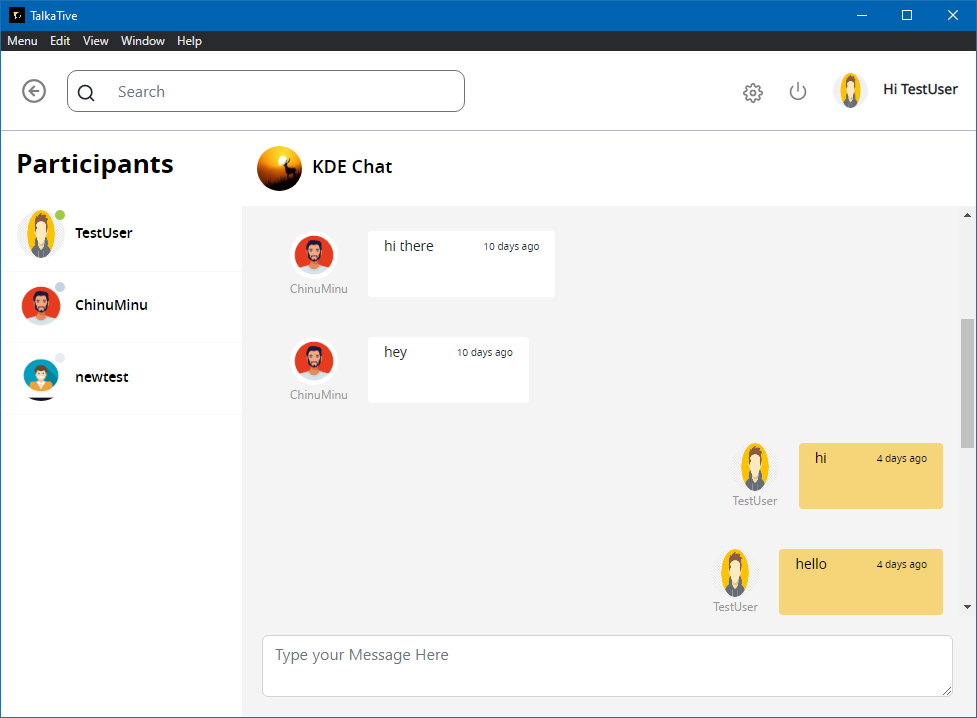 TalkaTive
Menu Edit View Window Help
Search
Hi TestUser
Participants
KDE Chat
TestUser
ChinuMinu
newtest
hi there 10 days ago
ChinuMinu
hey 10 days ago
ChinuMinu
hi 4 days ago
TestUser
hello 4 days ago
TestUser
Type your Message Here